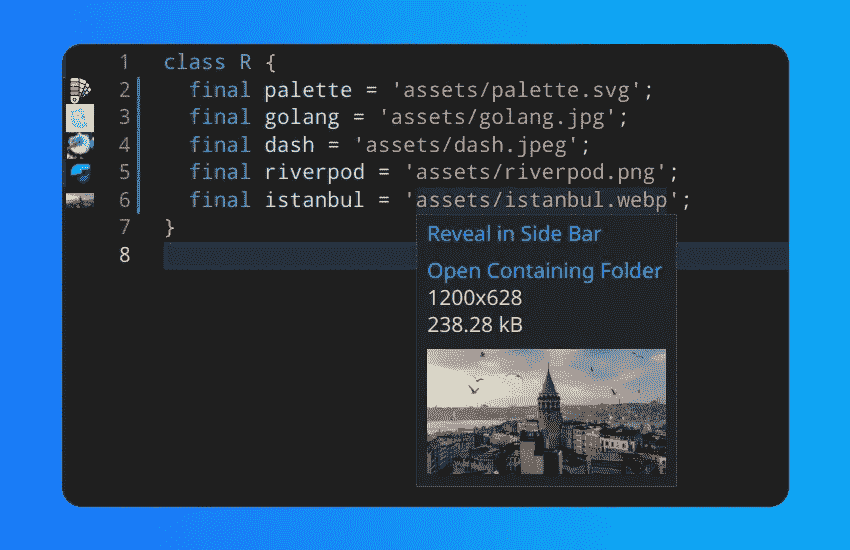 1 class R {
2 final palette = 'assets/palette.svg';
3 final golang = 'assets/golang.jpg';
4 final dash = 'assets/dash.jpeg';
5 final riverpod = 'assets/riverpod.png';
6 final istanbul = 'assets/istanbul.webp';
7 }
8
Reveal in Side Bar
Open Containing Folder
1200x628
238.28 kB